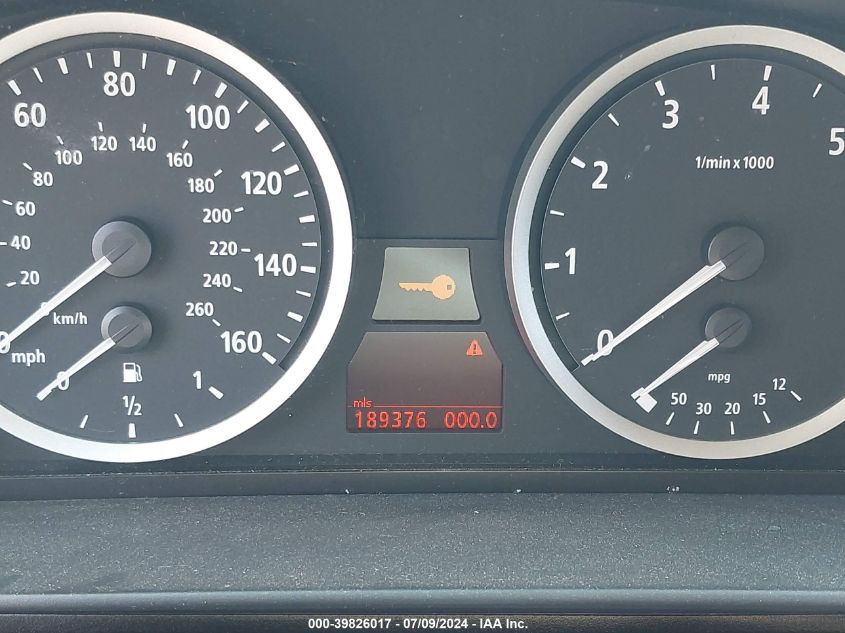 60 80 100 120 140 160
0 mph
20 40 60 80 100 120 140 160 180 200 220 240 260
0 km/h
0 1/2 1
0 1 2 3 4 5
1/min x 1000
mpg
50 30 20 15 12
mls
189376 000.0
000-39826017 - 07/09/2024 - IAA Inc.